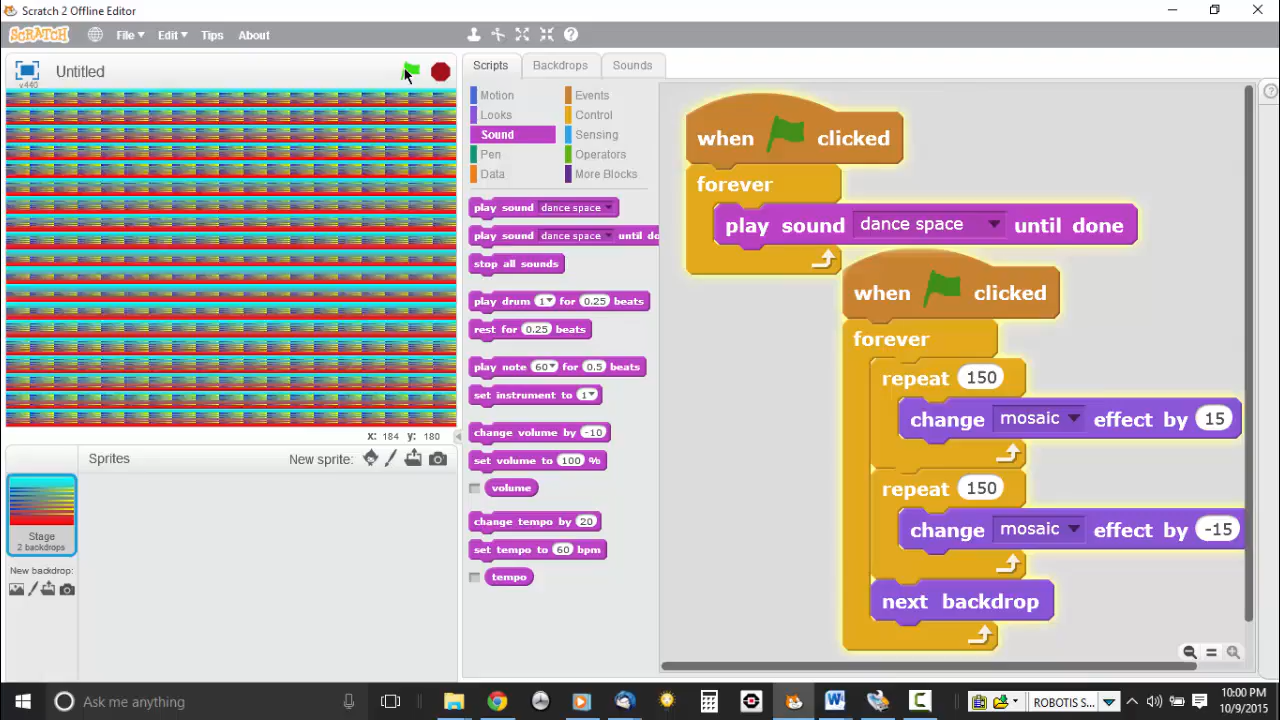 Scratch 2 Offline Editor
SCRATCH File Edit Tips About
Untitled
v440
Scripts Backdrops Sounds
Motion Events
Looks Control
Sound Sensing
Pen Operators
Data More Blocks
play sound dance space
play sound dance space until do
stop all sounds
play drum 1 for 0.25 beats
rest for 0.25 beats
play note 60 for 0.5 beats
set instrument to 1
change volume by -10
set volume to 100 %
volume
change tempo by 20
set tempo to 60 bpm
tempo
when clicked
forever
play sound dance space until done
when clicked
forever
repeat 150
change mosaic effect by 15
repeat 150
change mosaic effect by -15
next backdrop
x: 184 y: 180
Sprites New sprite:
Stage
2 backdrops
New backdrop:
Ask me anything
ROBOTIS S...
10:00 PM
10/9/2015